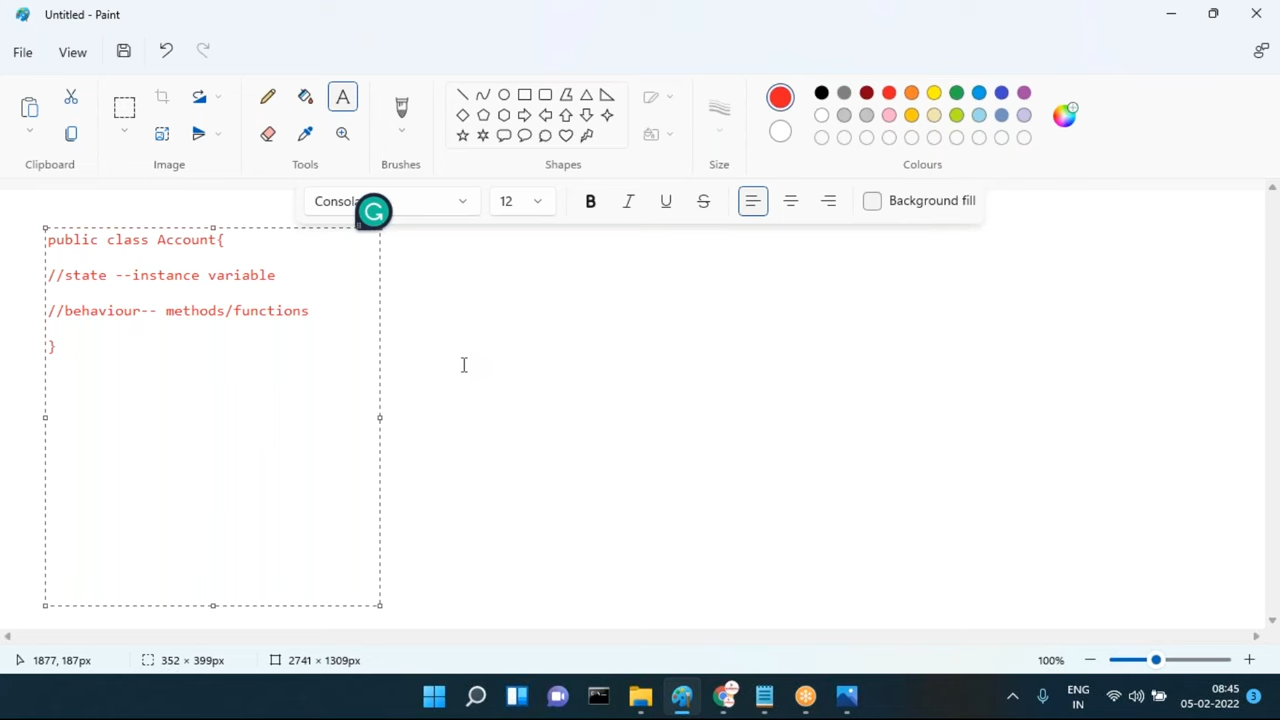 Untitled - Paint
File
View
Clipboard
Image
Tools
Brushes
Shapes
Size
Colours
12
B
I
U
Background fill
public class Account{
//state --instance variable
//behaviour-- methods/functions
}
1877, 187px
352 × 399px
2741 × 1309px
100%
ENG
IN
08:45
05-02-2022
3